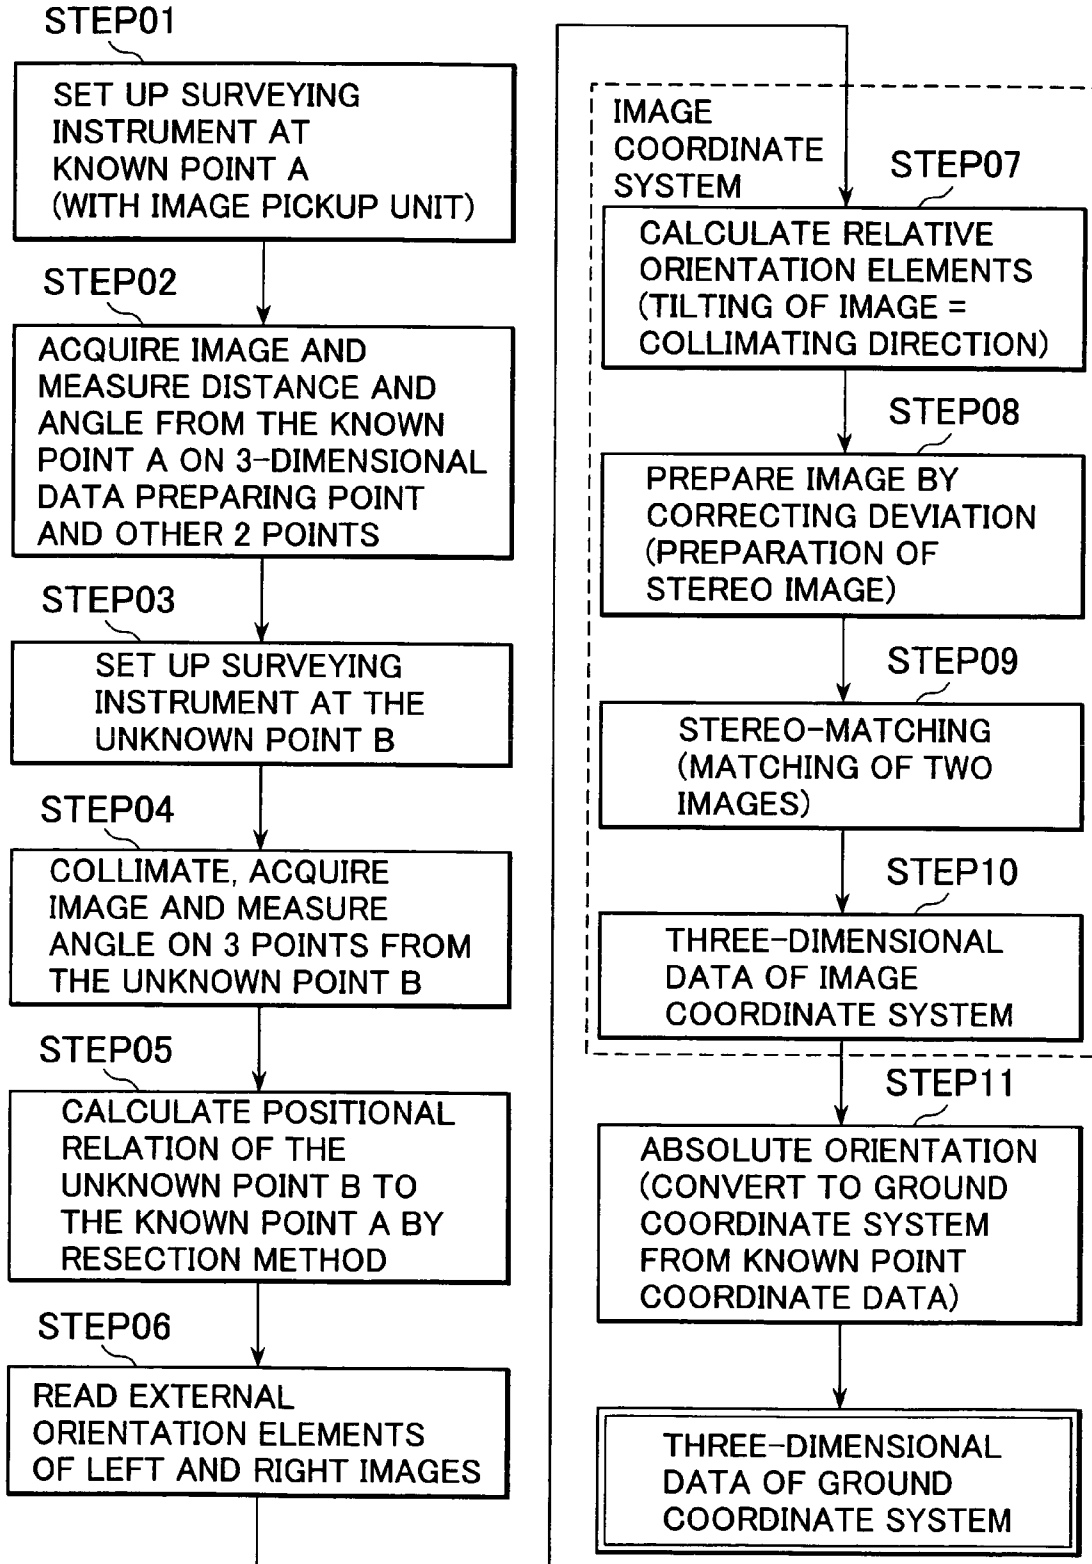 STEP01
SET UP SURVEYING
INSTRUMENT AT
KNOWN POINT A
(WITH IMAGE PICKUP UNIT)
STEP02
ACQUIRE IMAGE AND
MEASURE DISTANCE AND
ANGLE FROM THE KNOWN
POINT A ON 3-DIMENSIONAL
DATA PREPARING POINT
AND OTHER 2 POINTS
STEP03
SET UP SURVEYING
INSTRUMENT AT THE
UNKNOWN POINT B
STEP04
COLLIMATE, ACQUIRE
IMAGE AND MEASURE
ANGLE ON 3 POINTS FROM
THE UNKNOWN POINT B
STEP05
CALCULATE POSITIONAL
RELATION OF THE
UNKNOWN POINT B TO
THE KNOWN POINT A BY
RESECTION METHOD
STEP06
READ EXTERNAL
ORIENTATION ELEMENTS
OF LEFT AND RIGHT IMAGES
IMAGE
COORDINATE
SYSTEM
STEP07
CALCULATE RELATIVE
ORIENTATION ELEMENTS
(TILTING OF IMAGE =
COLLIMATING DIRECTION)
STEP08
PREPARE IMAGE BY
CORRECTING DEVIATION
(PREPARATION OF
STEREO IMAGE)
STEP09
STEREO-MATCHING
(MATCHING OF TWO
IMAGES)
STEP10
THREE-DIMENSIONAL
DATA OF IMAGE
COORDINATE SYSTEM
STEP11
ABSOLUTE ORIENTATION
(CONVERT TO GROUND
COORDINATE SYSTEM
FROM KNOWN POINT
COORDINATE DATA)
THREE-DIMENSIONAL
DATA OF GROUND
COORDINATE SYSTEM